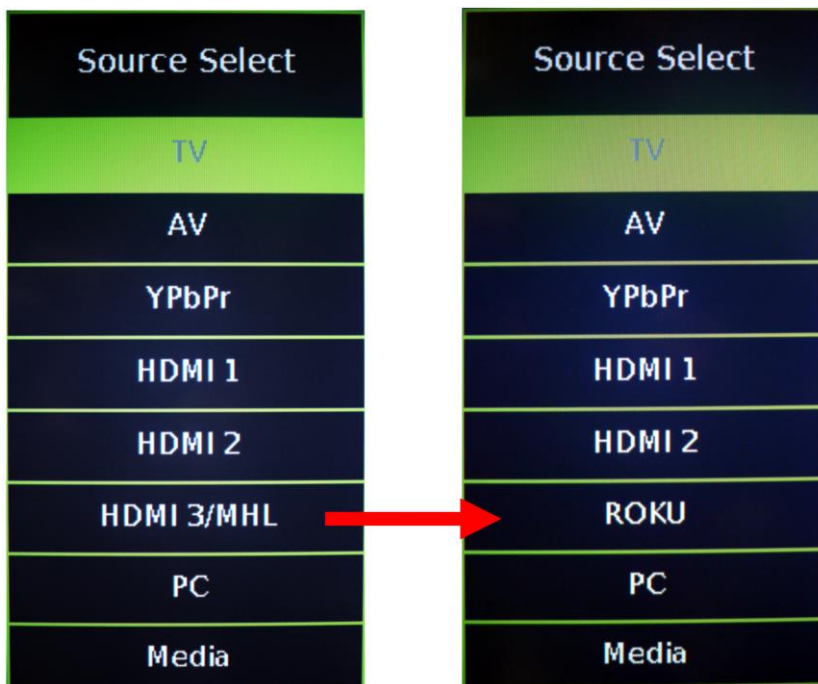 Source Select
TV
AV
YPbPr
HDMI 1
HDMI 2
HDMI 3/MHL
PC
Media
Source Select
TV
AV
YPbPr
HDMI 1
HDMI 2
ROKU
PC
Media